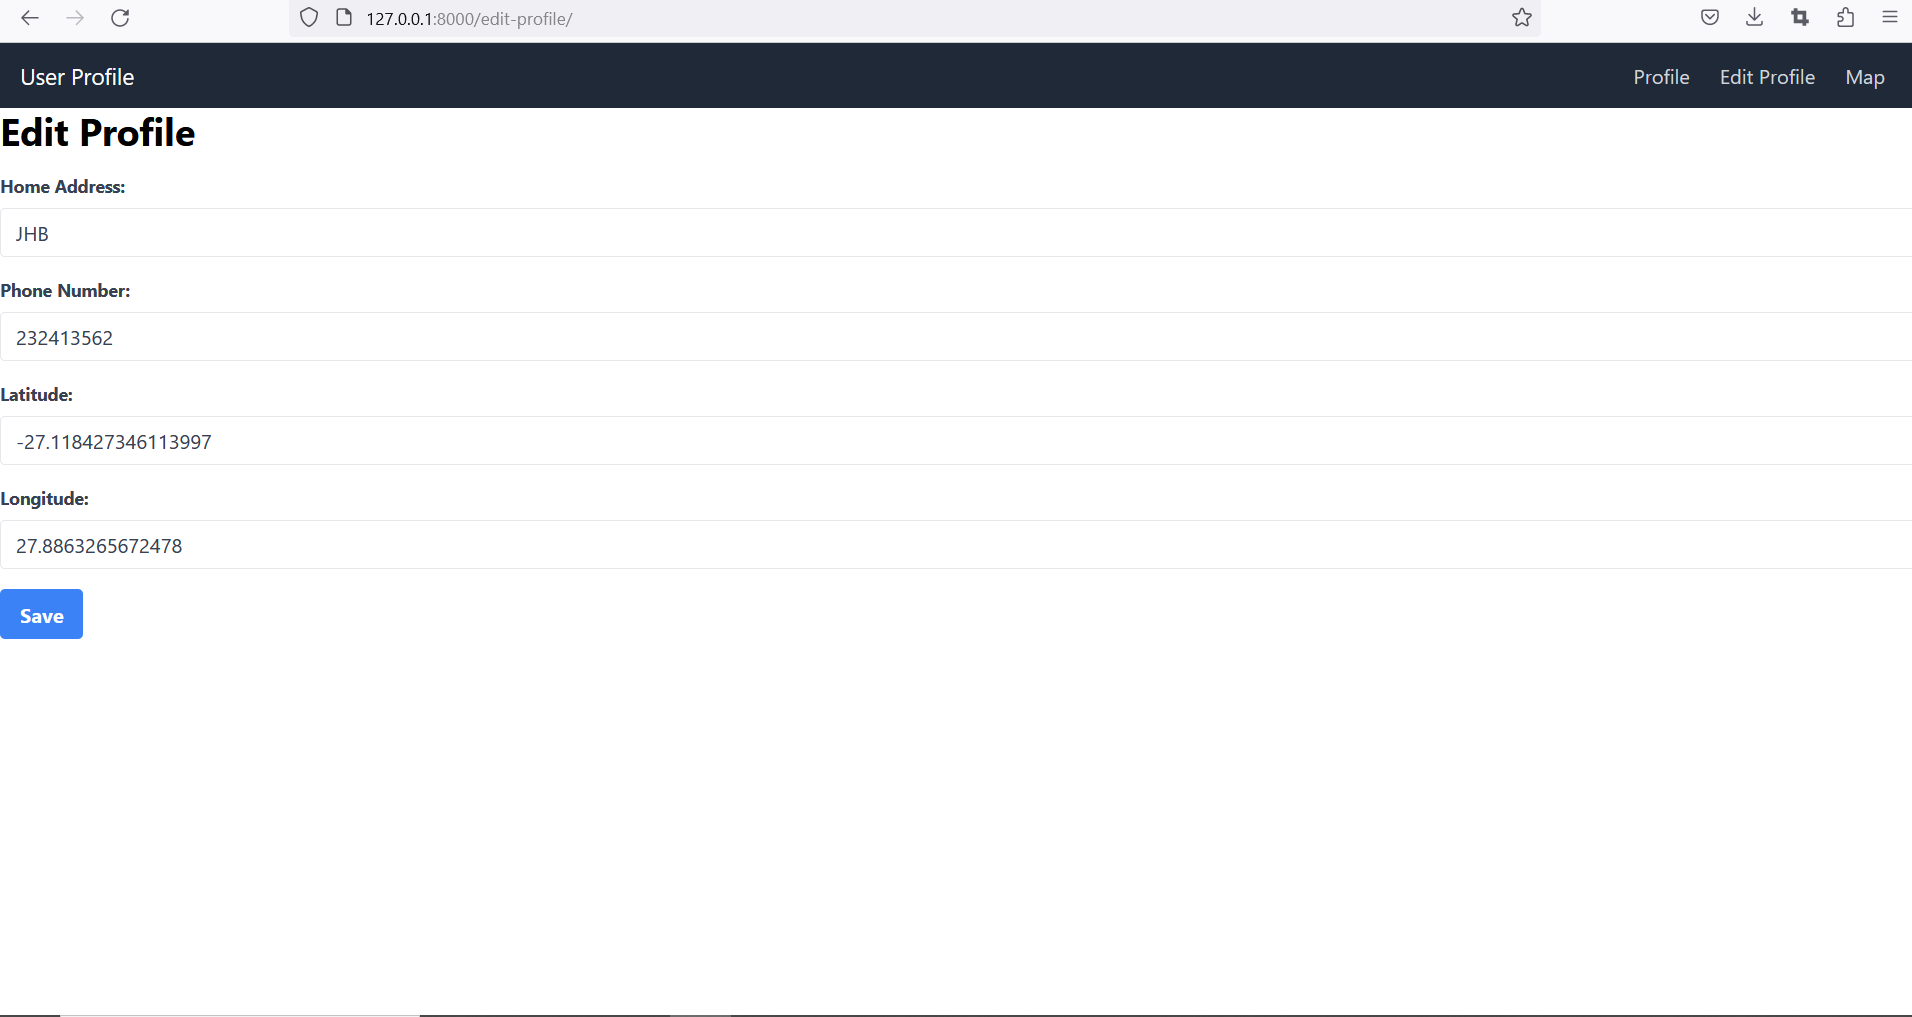 127.0.0.1:8000/edit-profile/
User Profile
Profile Edit Profile Map
Edit Profile
Home Address:
JHB
Phone Number:
232413562
Latitude:
-27.118427346113997
Longitude:
27.8863265672478
Save